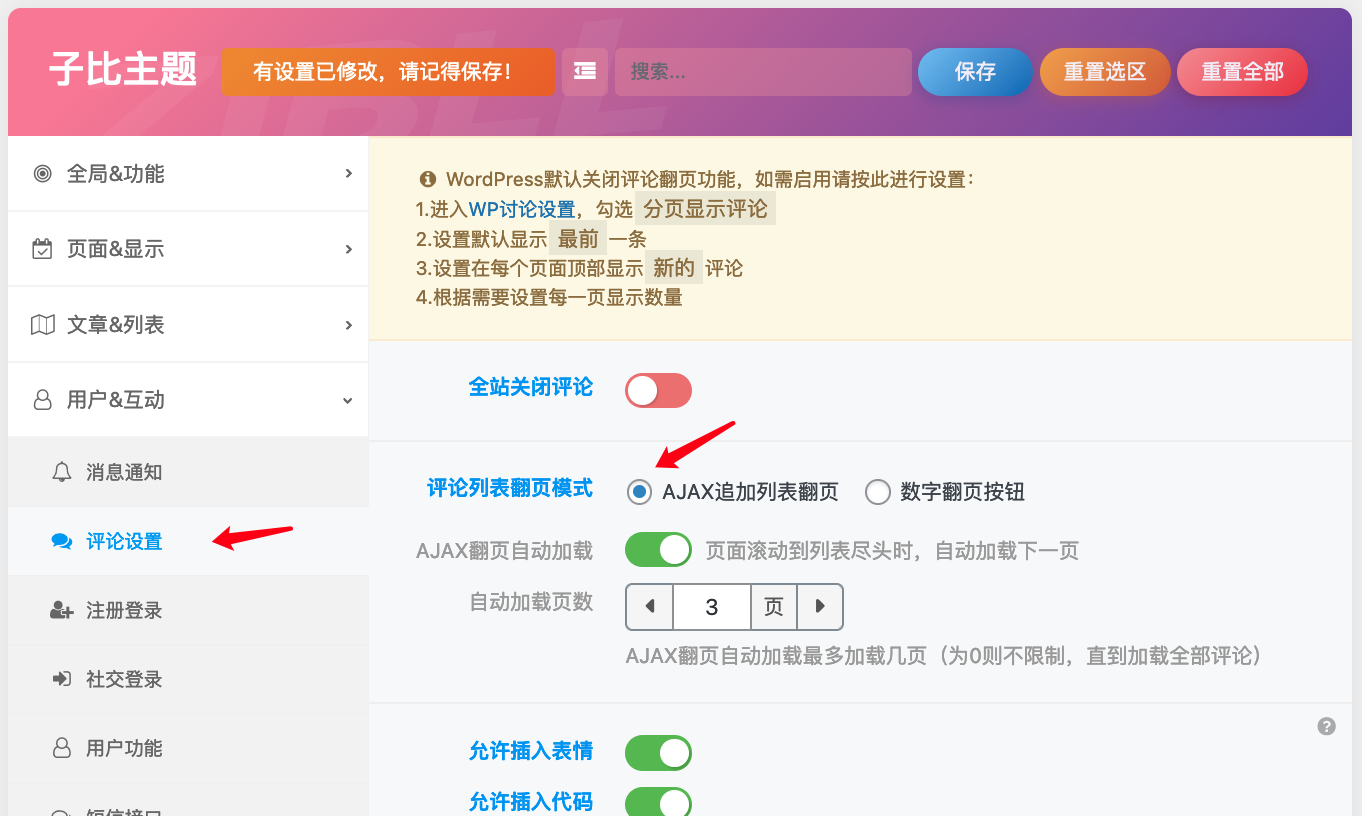 子比主题
有设置已修改，请记得保存！
搜索...
保存
重置选区
重置全部
ZIBLL
全局&功能
页面&显示
文章&列表
用户&互动
消息通知
评论设置
注册登录
社交登录
用户功能
短信接口
WordPress默认关闭评论翻页功能，如需启用请按此进行设置：
1.进入WP讨论设置，勾选 分页显示评论
2.设置默认显示 最前 一条
3.设置在每个页面顶部显示 新的 评论
4.根据需要设置每一页显示数量
全站关闭评论
评论列表翻页模式
AJAX追加列表翻页
数字翻页按钮
AJAX翻页自动加载
页面滚动到列表尽头时，自动加载下一页
自动加载页数
3
页
AJAX翻页自动加载最多加载几页（为0则不限制，直到加载全部评论）
允许插入表情
允许插入代码